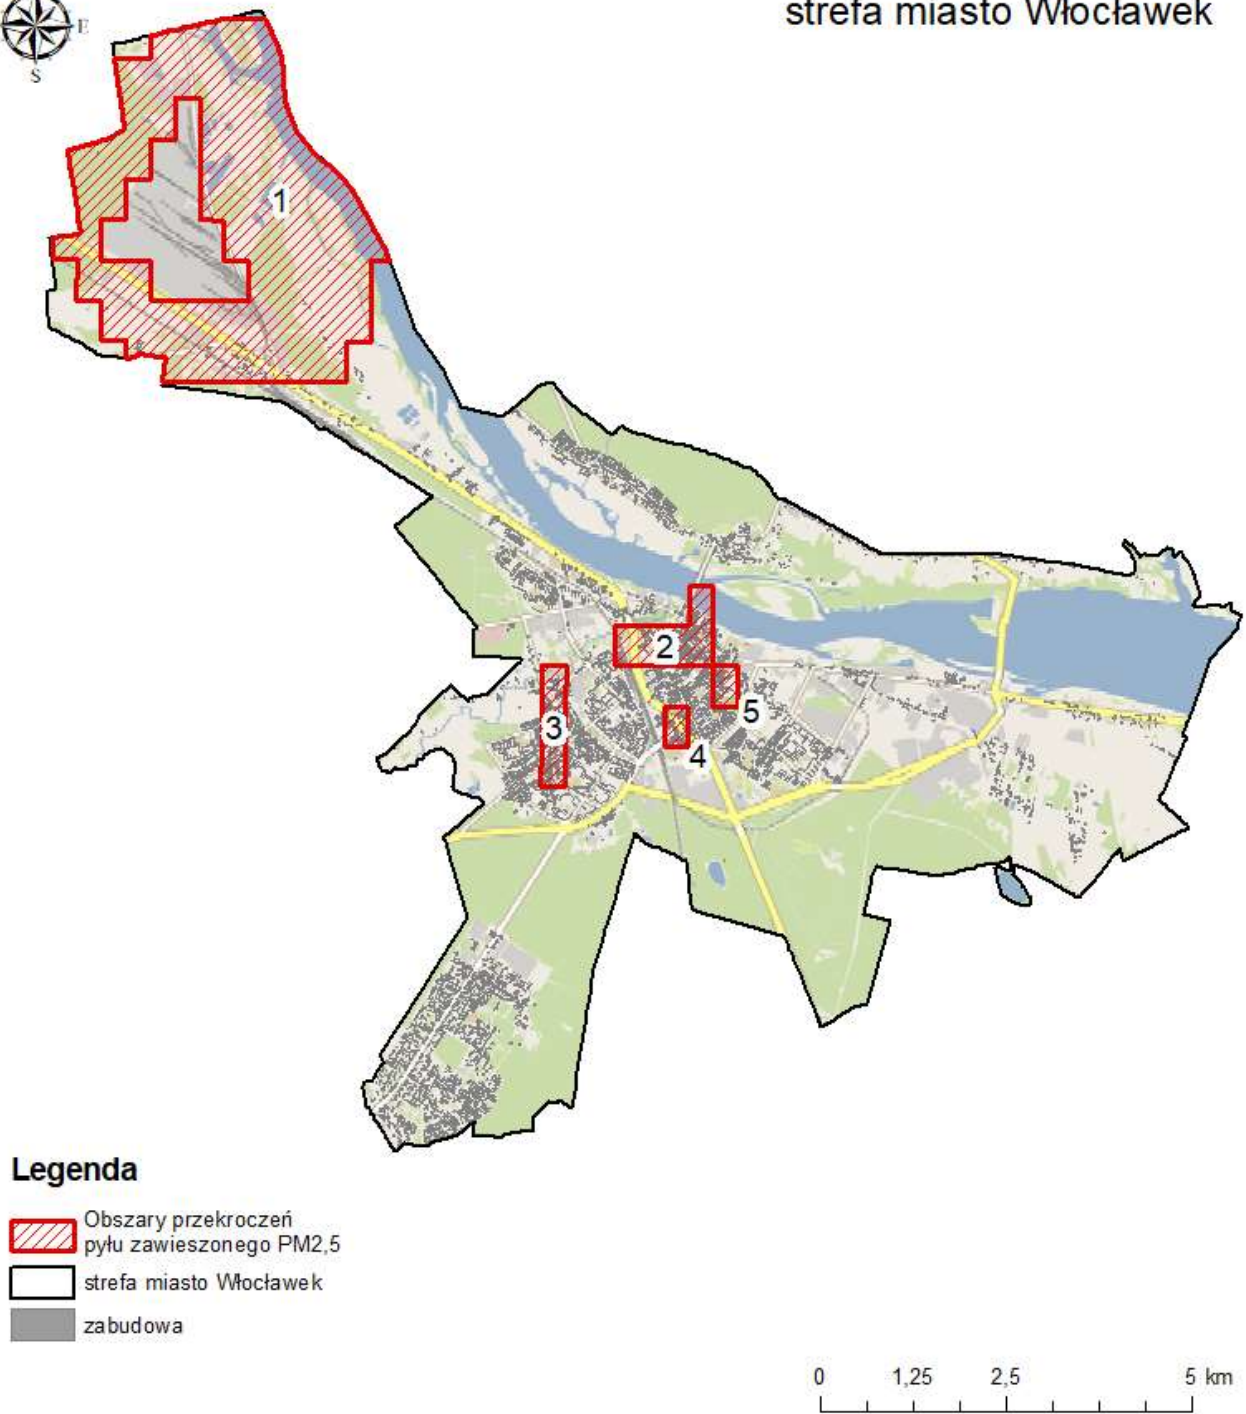 strefa miasto Włocławek
E
S
1
2
3
5
4
Legenda
Obszary przekroczeń
pyłu zawieszonego PM2,5
strefa miasto Włocławek
zabudowa
0 1,25 2,5 5 km